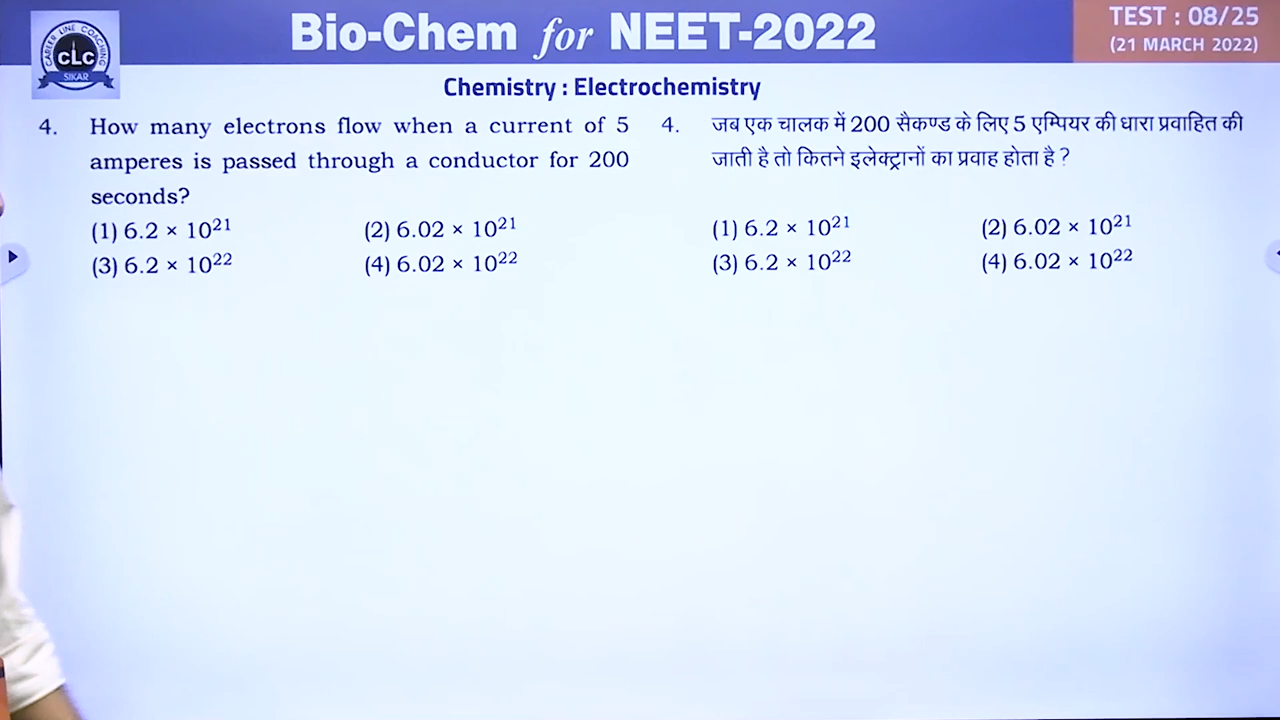 CAREER LINE COACHING
CLC
SIKAR
Bio-Chem for NEET-2022
TEST : 08/25
(21 MARCH 2022)
Chemistry : Electrochemistry
4. How many electrons flow when a current of 5
amperes is passed through a conductor for 200
seconds?
(1) 6.2 × 10²¹ (2) 6.02 × 10²¹
(3) 6.2 × 10²² (4) 6.02 × 10²²
4. जब एक चालक में 200 सैकण्ड के लिए 5 एम्पियर की धारा प्रवाहित की
जाती है तो कितने इलेक्ट्रानों का प्रवाह होता है ?
(1) 6.2 × 10²¹ (2) 6.02 × 10²¹
(3) 6.2 × 10²² (4) 6.02 × 10²²